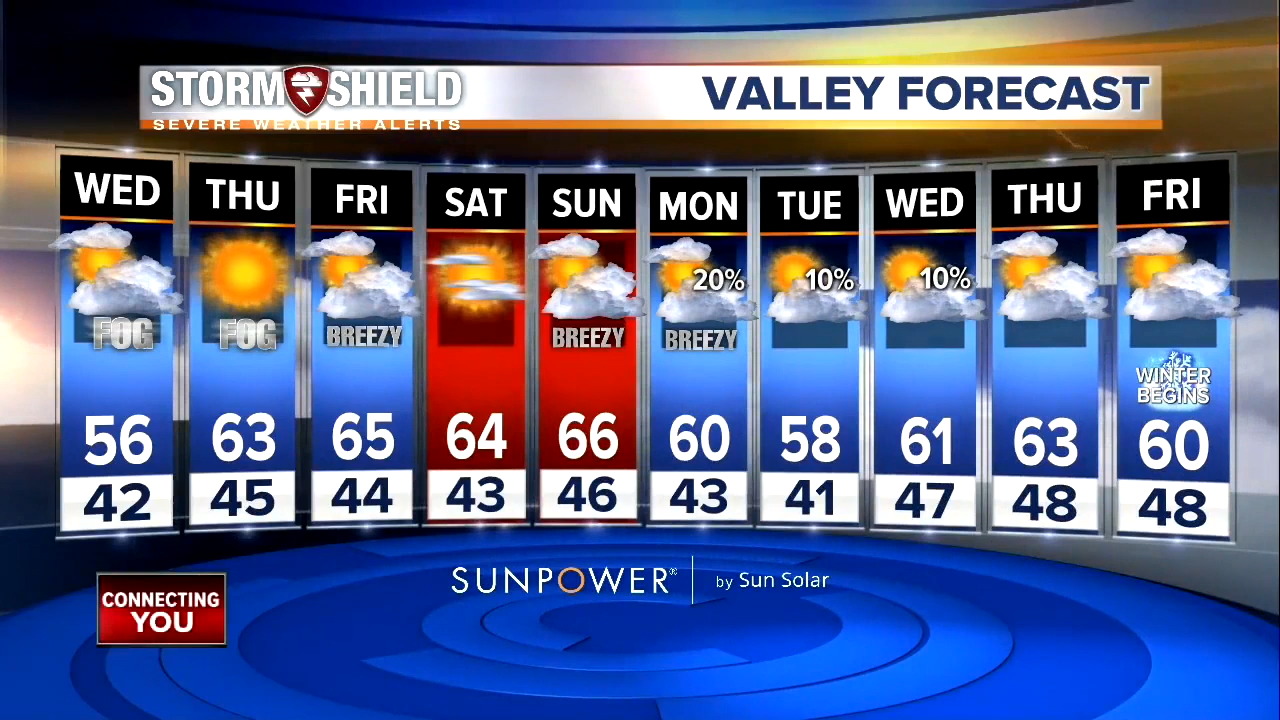 STORM SHIELD
SEVERE WEATHER ALERTS
VALLEY FORECAST
WED THU FRI SAT SUN MON TUE WED THU FRI
20% 10% 10%
FOG FOG BREEZY BREEZY BREEZY
WINTER
BEGINS
56 63 65 64 66 60 58 61 63 60
42 45 44 43 46 43 41 47 48 48
SUNPOWER® by Sun Solar
CONNECTING
YOU